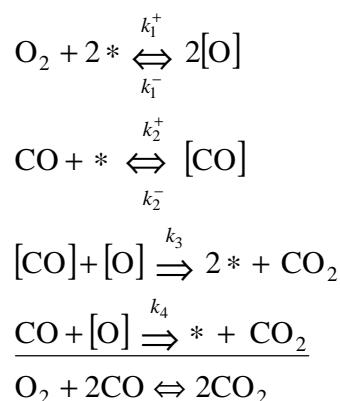 O₂ + 2 * ⇔ 2[O] k₁⁺ k₁⁻
CO + * ⇔ [CO] k₂⁺ k₂⁻
[CO]+[O] ⇒ 2 * + CO₂ k₃
CO+[O] ⇒ * + CO₂ k₄
O₂ + 2CO ⇔ 2CO₂